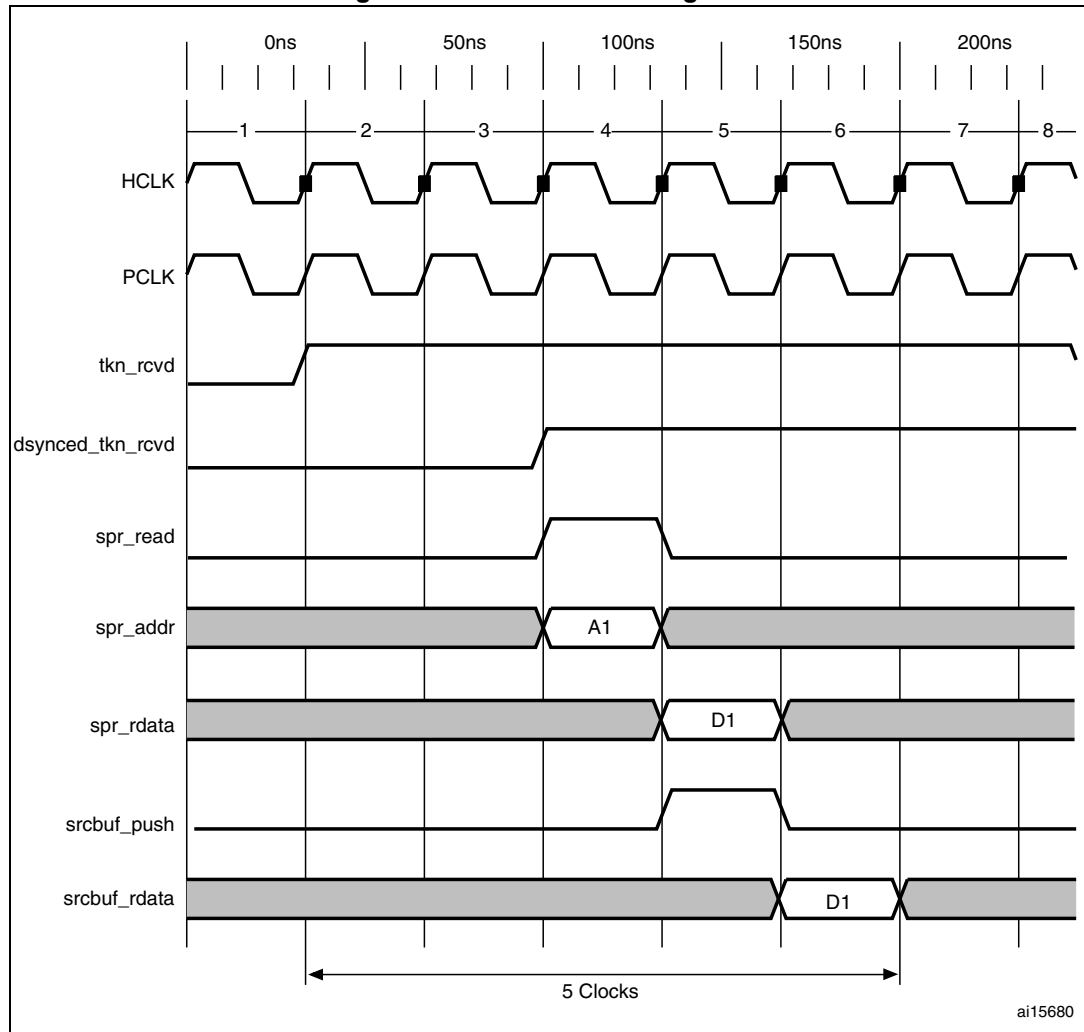 0ns 50ns 100ns 150ns 200ns
1 2 3 4 5 6 7 8
HCLK
PCLK
tkn_rcvd
dsynced_tkn_rcvd
spr_read
spr_addr A1
spr_rdata D1
srcbuf_push
srcbuf_rdata D1
5 Clocks
ai15680